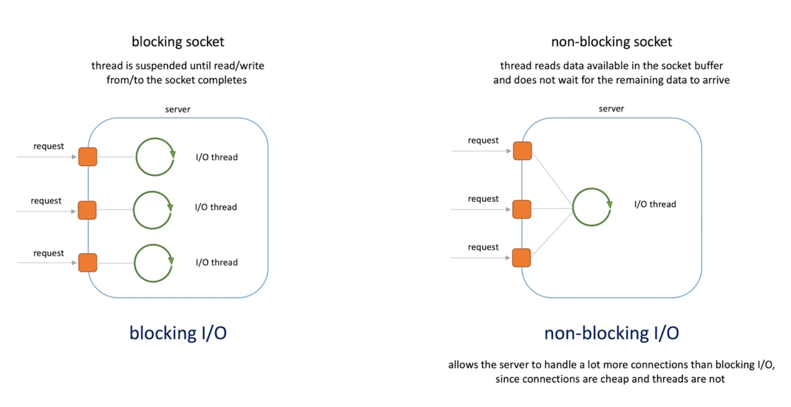 blocking socket
thread is suspended until read/write
from/to the socket completes
server
request
I/O thread
request
I/O thread
request
I/O thread
blocking I/O
non-blocking socket
thread reads data available in the socket buffer
and does not wait for the remaining data to arrive
server
request
request
I/O thread
request
non-blocking I/O
allows the server to handle a lot more connections than blocking I/O,
since connections are cheap and threads are not